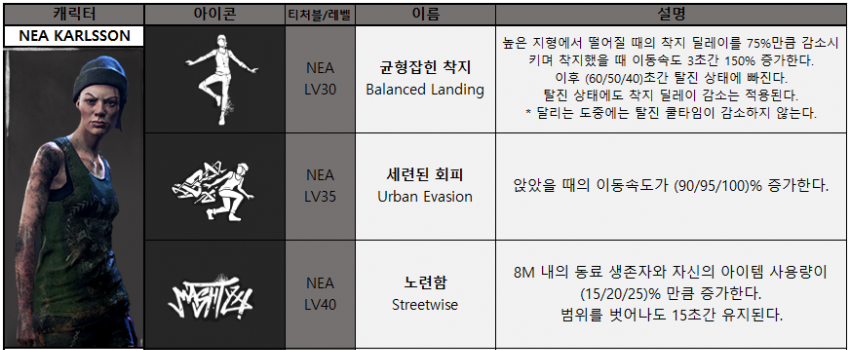 캐릭터 아이콘 티처블/레벨 이름 설명
NEA KARLSSON
NEA
LV30
균형잡힌 착지
Balanced Landing
높은 지형에서 떨어질 때의 착지 딜레이를 75%만큼 감소시
키며 착지했을 때 이동속도 3초간 150% 증가한다.
이후 (60/50/40)초간 탈진 상태에 빠진다.
탈진 상태에도 착지 딜레이 감소는 적용된다.
* 달리는 도중에는 탈진 쿨타임이 감소하지 않는다.
NEA
LV35
세련된 회피
Urban Evasion
앉았을 때의 이동속도가 (90/95/100)% 증가한다.
NEA
LV40
노련함
Streetwise
8M 내의 동료 생존자와 자신의 아이템 사용량이
(15/20/25)% 만큼 증가한다.
범위를 벗어나도 15초간 유지된다.